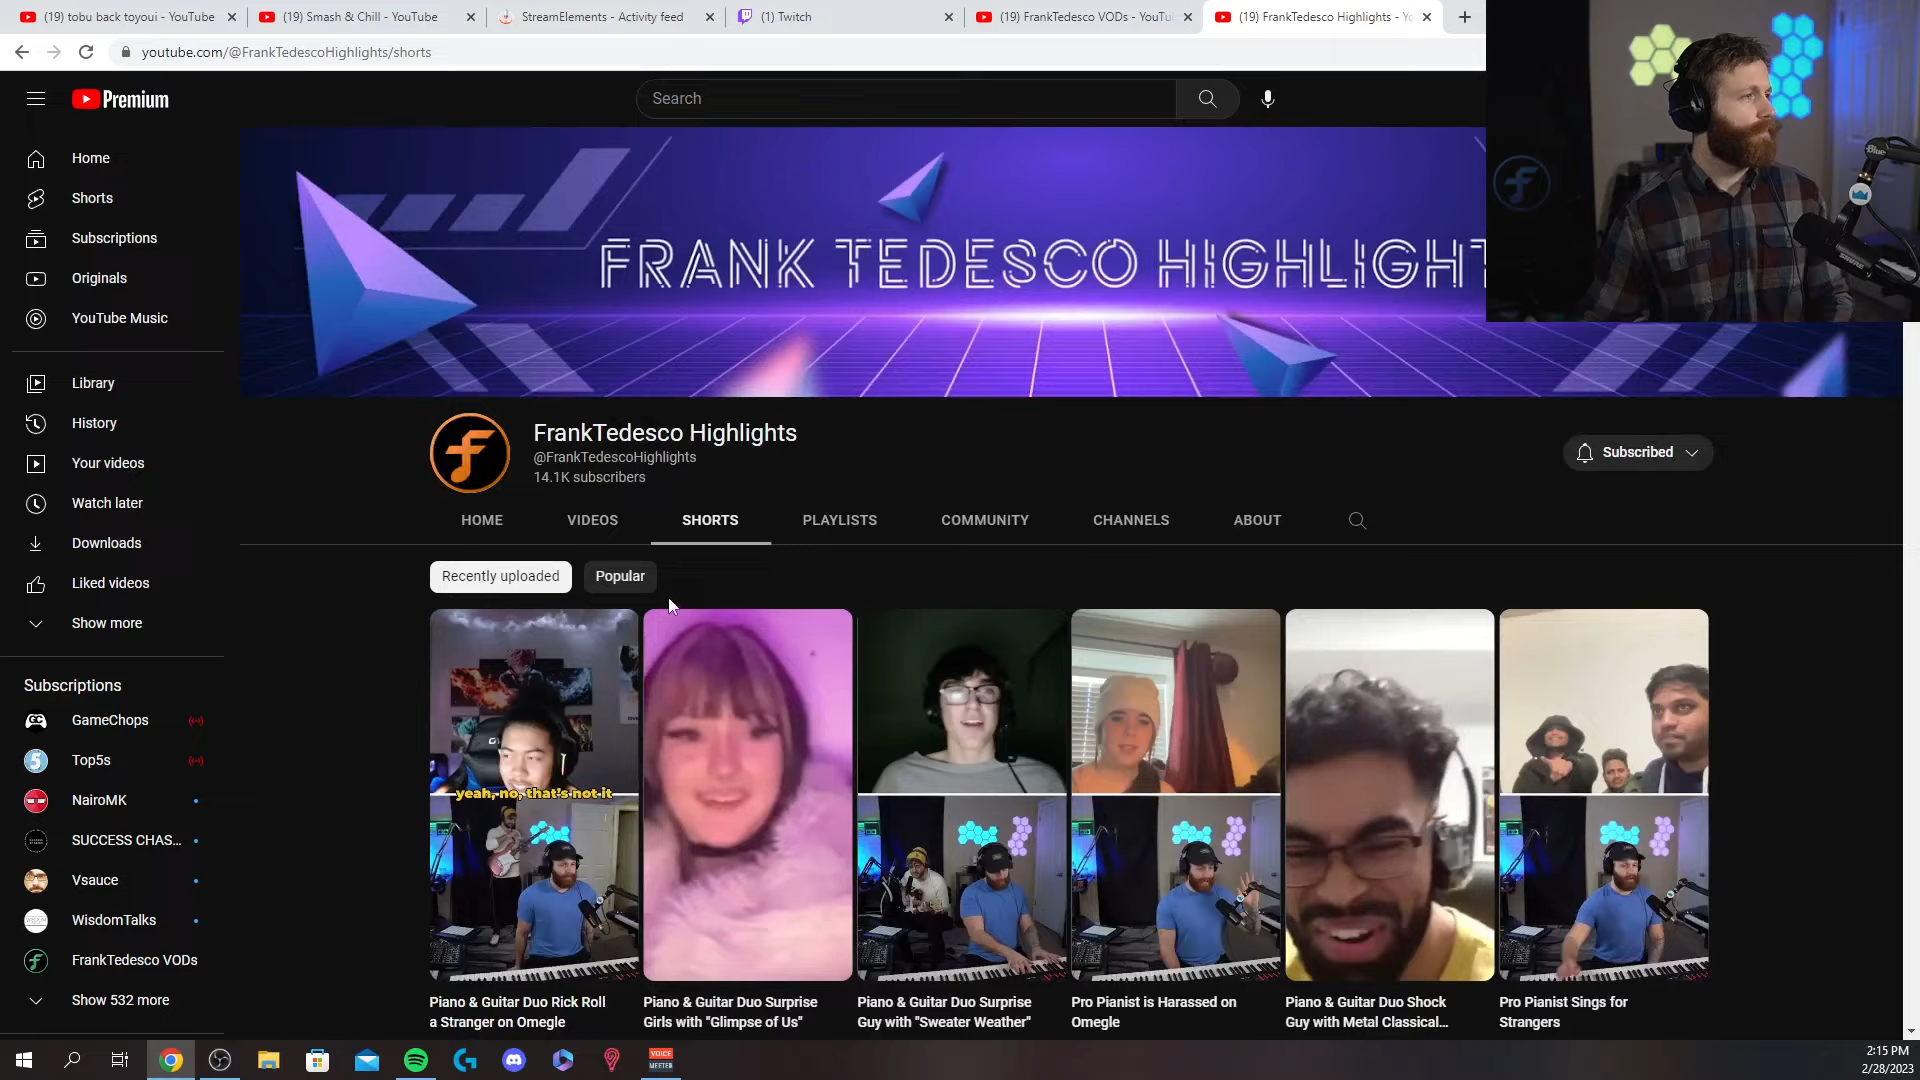 (19) tobu back toyoui - YouTube
(19) Smash & Chill - YouTube
StreamElements - Activity feed
(1) Twitch
(19) FrankTedesco VODs - YouTu
(19) FrankTedesco Highlights - Yo
youtube.com/@FrankTedescoHighlights/shorts
Premium
Search
Home
Shorts
Subscriptions
Originals
YouTube Music
Library
History
Your videos
Watch later
Downloads
Liked videos
Show more
Subscriptions
GameChops
Top5s
NairoMK
SUCCESS CHAS...
Vsauce
WisdomTalks
FrankTedesco VODs
Show 532 more
FRANK TEDESCO HIGHLIGHT
Blue
SHURE
FrankTedesco Highlights
@FrankTedescoHighlights
14.1K subscribers
Subscribed
HOME
VIDEOS
SHORTS
PLAYLISTS
COMMUNITY
CHANNELS
ABOUT
Recently uploaded
Popular
yeah, no, that's not it
Piano & Guitar Duo Rick Roll
a Stranger on Omegle
Piano & Guitar Duo Surprise
Girls with "Glimpse of Us"
Piano & Guitar Duo Surprise
Guy with "Sweater Weather"
Pro Pianist is Harassed on
Omegle
Piano & Guitar Duo Shock
Guy with Metal Classical...
Pro Pianist Sings for
Strangers
VOICE
MEETER
2:15 PM
2/28/2023